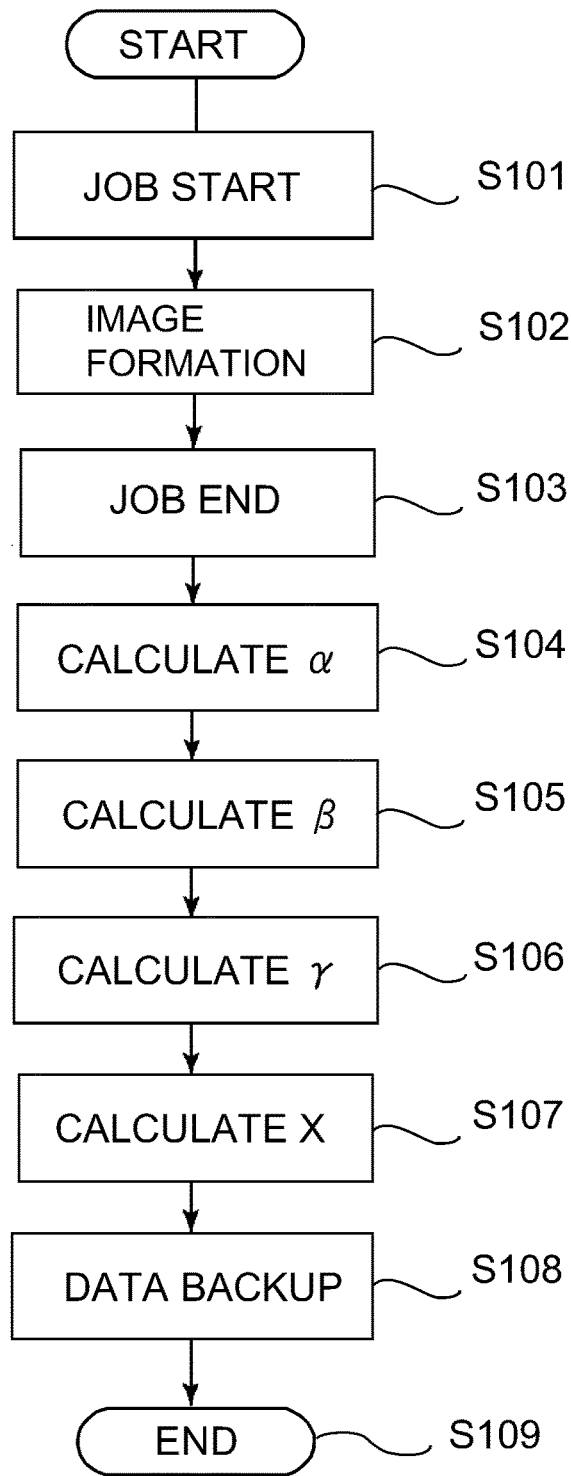 START
JOB START
S101
IMAGE
FORMATION
S102
JOB END
S103
CALCULATE α
S104
CALCULATE β
S105
CALCULATE γ
S106
CALCULATE X
S107
DATA BACKUP
S108
END
S109